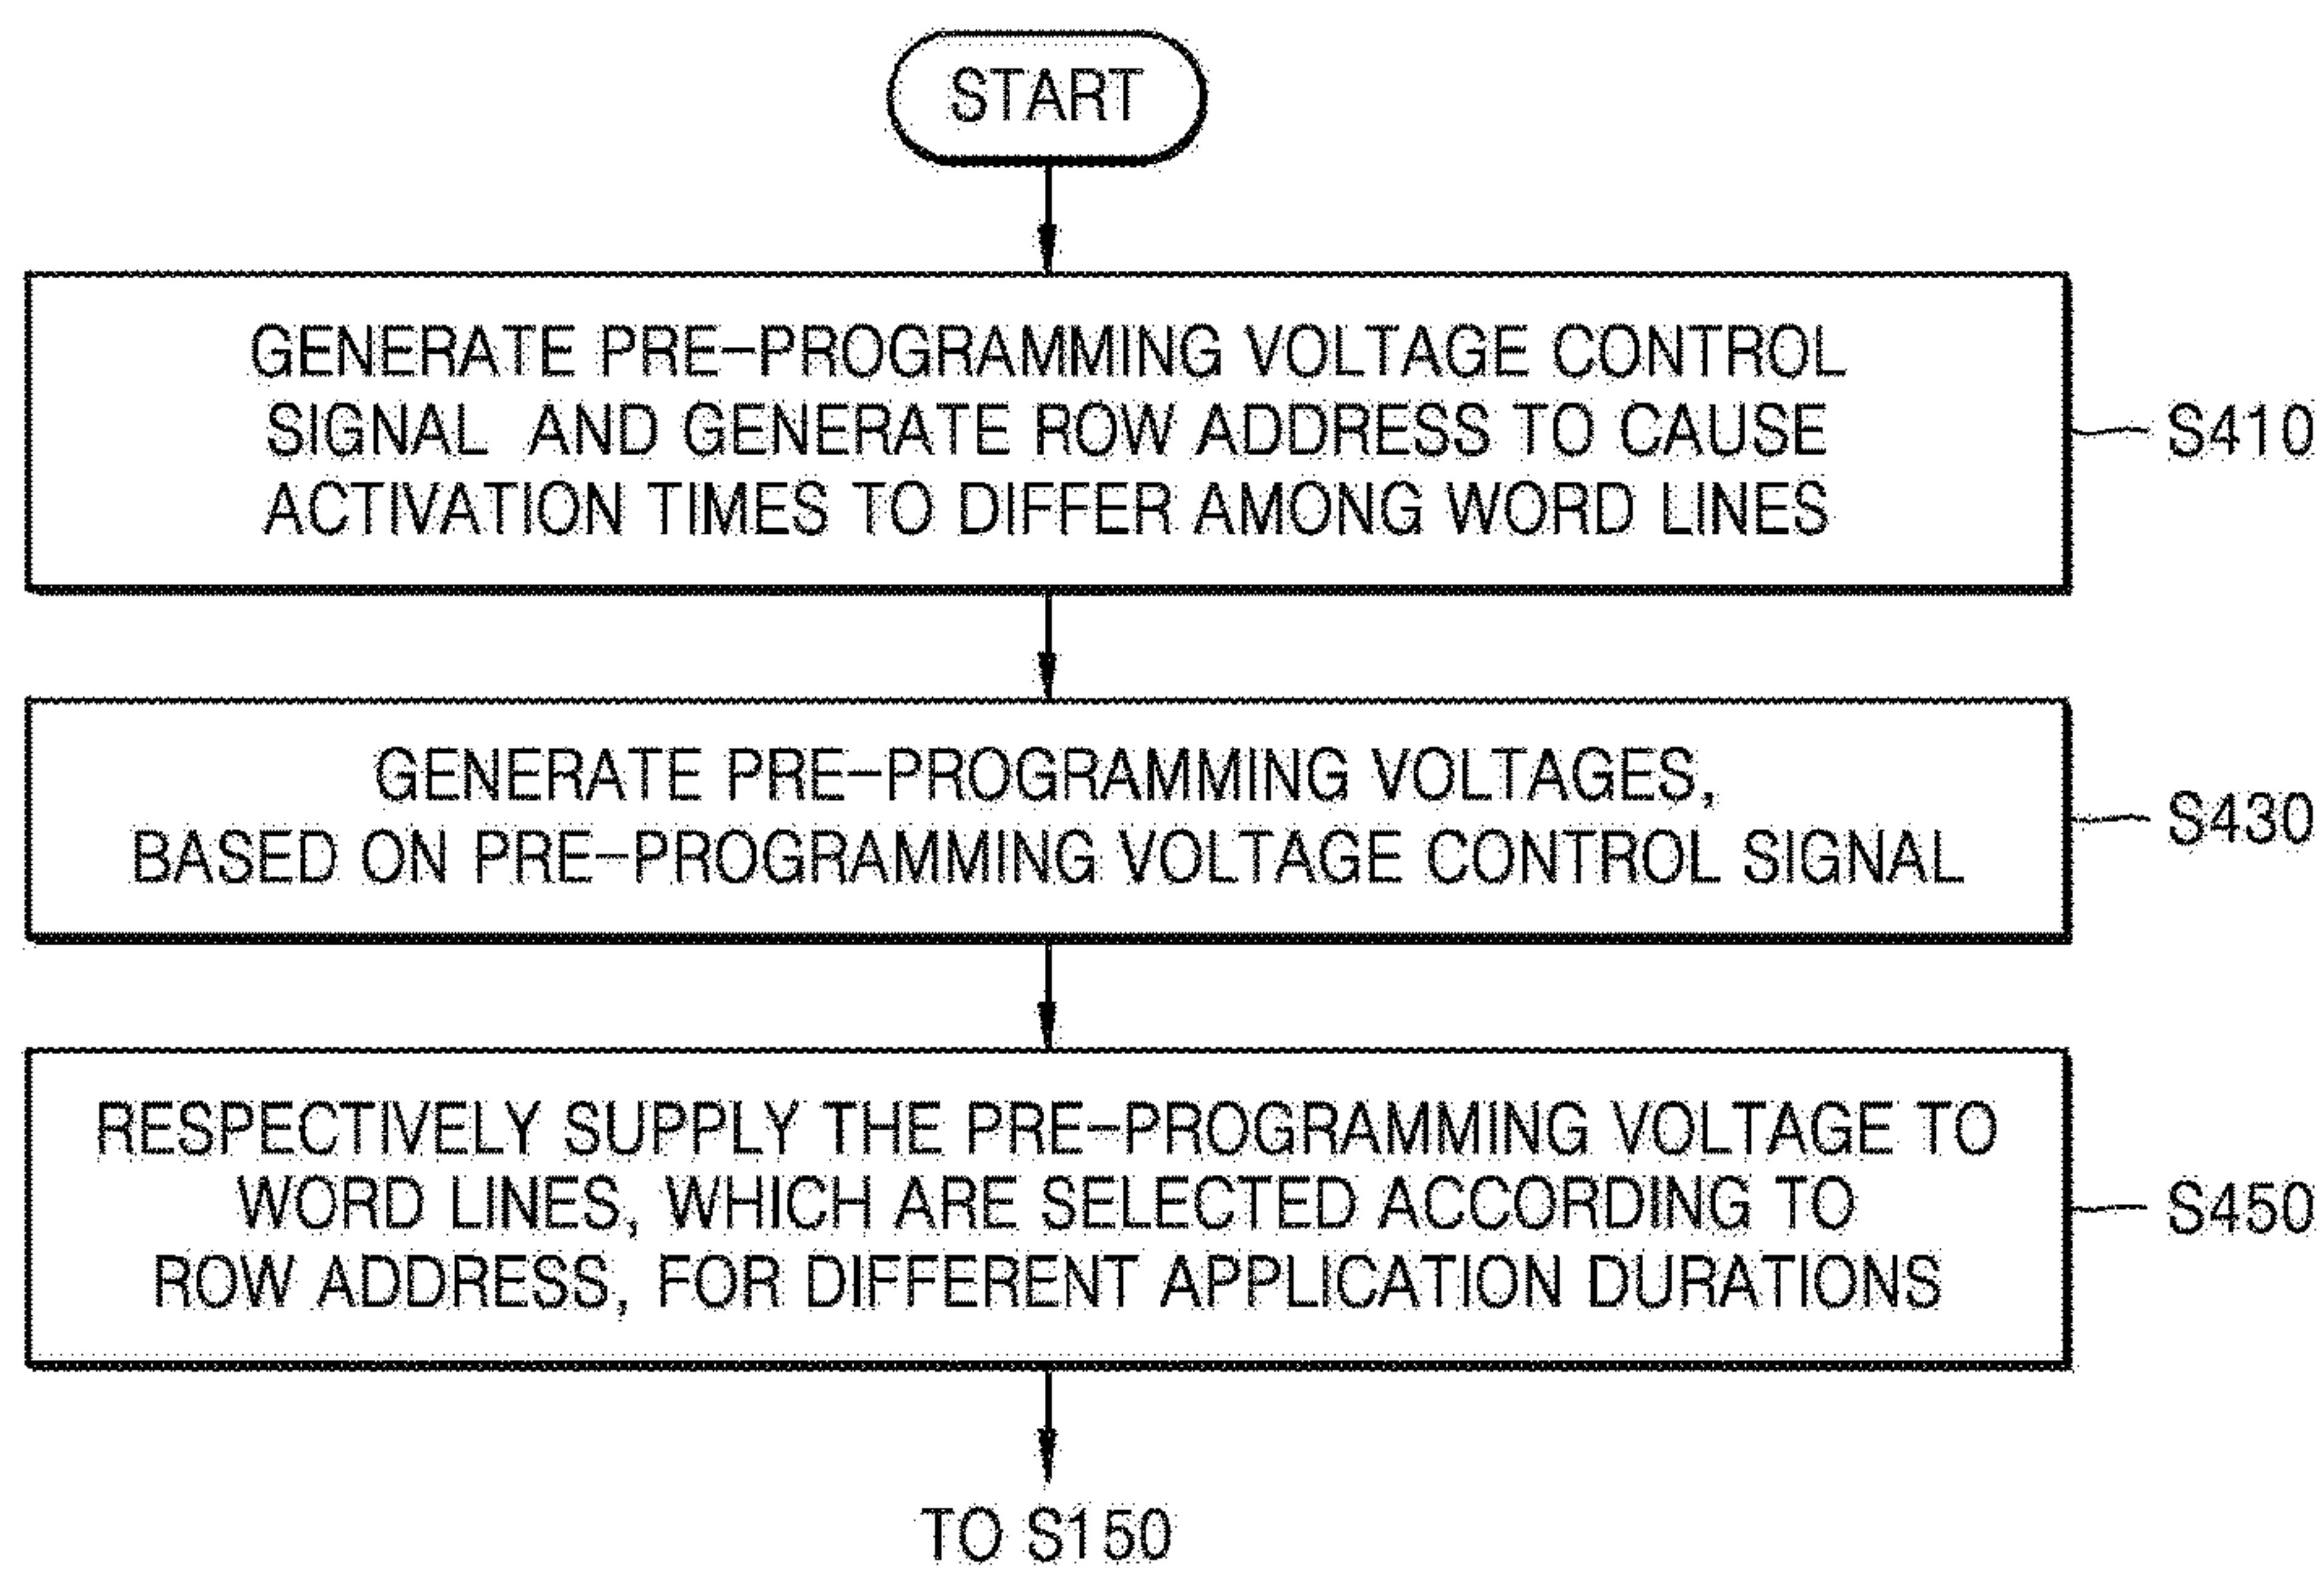 START
GENERATE PRE-PROGRAMMING VOLTAGE CONTROL
SIGNAL AND GENERATE ROW ADDRESS TO CAUSE
ACTIVATION TIMES TO DIFFER AMONG WORD LINES
S410
GENERATE PRE-PROGRAMMING VOLTAGES,
BASED ON PRE-PROGRAMMING VOLTAGE CONTROL SIGNAL
S430
RESPECTIVELY SUPPLY THE PRE-PROGRAMMING VOLTAGE TO
WORD LINES, WHICH ARE SELECTED ACCORDING TO
ROW ADDRESS, FOR DIFFERENT APPLICATION DURATIONS
S450
TO S150